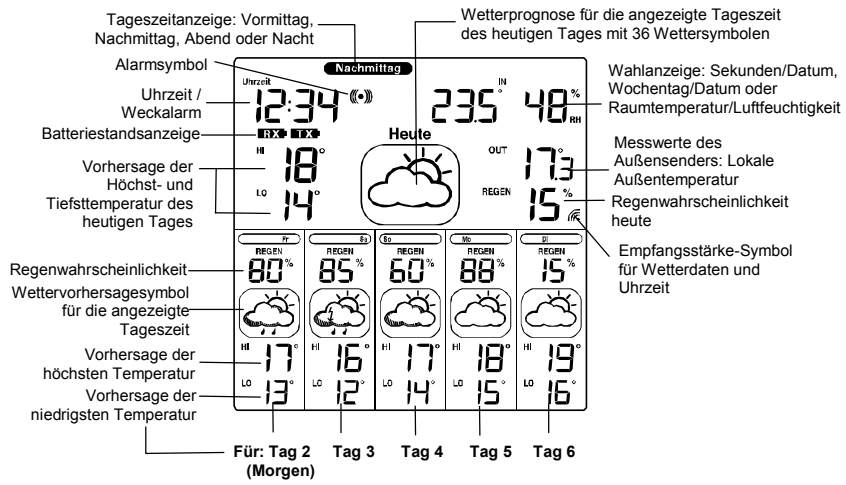 Tageszeitanzeige: Vormittag,
Nachmittag, Abend oder Nacht
Wetterprognose für die angezeigte Tageszeit
des heutigen Tages mit 36 Wettersymbolen
Alarmsymbol
Uhrzeit /
Weckalarm
Batteriestandsanzeige
Vorhersage der
Höchst- und
Tiefsttemperatur des
heutigen Tages
Nachmittag
Uhrzeit
12:34
IN
23.5°
48%
RH
RX TX
Heute
HI
18°
LO
14°
OUT
17.3°
REGEN
15%
Wahlanzeige: Sekunden/Datum,
Wochentag/Datum oder
Raumtemperatur/Luftfeuchtigkeit
Messwerte des
Außensenders: Lokale
Außentemperatur
Regenwahrscheinlichkeit
heute
Empfangsstärke-Symbol
für Wetterdaten und
Uhrzeit
Regenwahrscheinlichkeit
Wettervorhersagesymbol
für die angezeigte
Tageszeit
Vorhersage der
höchsten Temperatur
Vorhersage der
niedrigsten Temperatur
Fr Sa So Mo Di
REGEN REGEN REGEN REGEN REGEN
80% 85% 60% 88% 15%
HI 17° HI 16° HI 17° HI 18° HI 19°
LO 13° LO 12° LO 14° LO 15° LO 16°
Für: Tag 2 Tag 3 Tag 4 Tag 5 Tag 6
(Morgen)